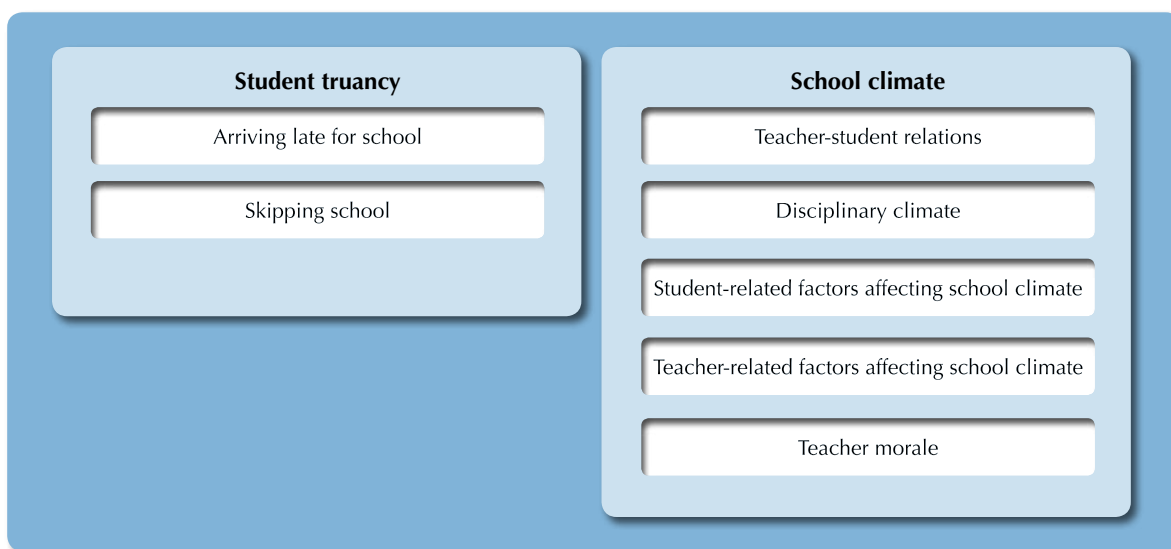 Student truancy
Arriving late for school
Skipping school
School climate
Teacher-student relations
Disciplinary climate
Student-related factors affecting school climate
Teacher-related factors affecting school climate
Teacher morale